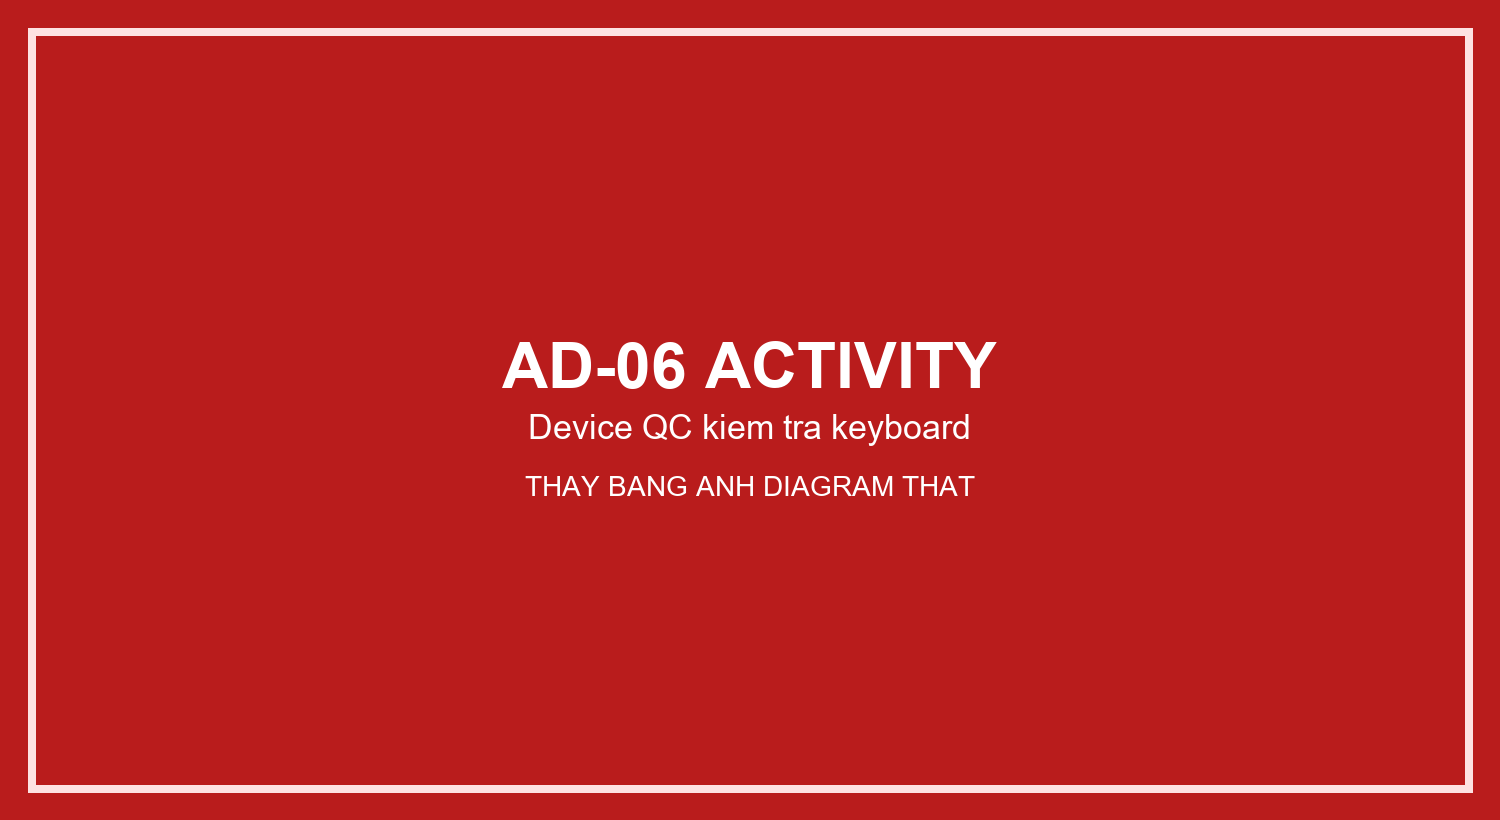 AD-06 ACTIVITY
Device QC kiem tra keyboard
THAY BANG ANH DIAGRAM THAT